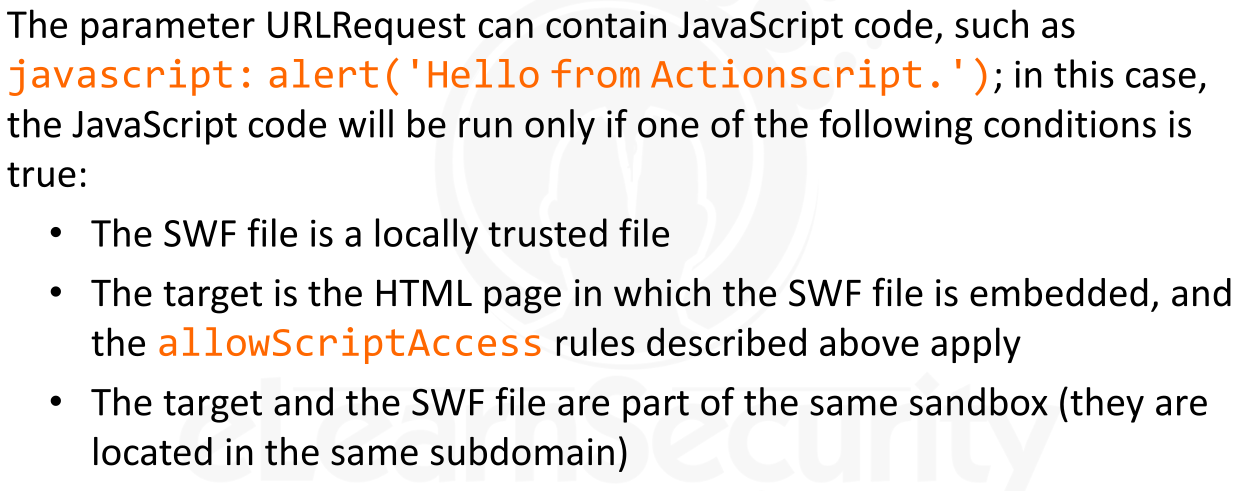 The parameter URLRequest can contain JavaScript code, such as
javascript: alert('Hello from Actionscript.'); in this case,
the JavaScript code will be run only if one of the following conditions is
true:
• The SWF file is a locally trusted file
• The target is the HTML page in which the SWF file is embedded, and
the allowScriptAccess rules described above apply
• The target and the SWF file are part of the same sandbox (they are
located in the same subdomain)
eLearnSecurity